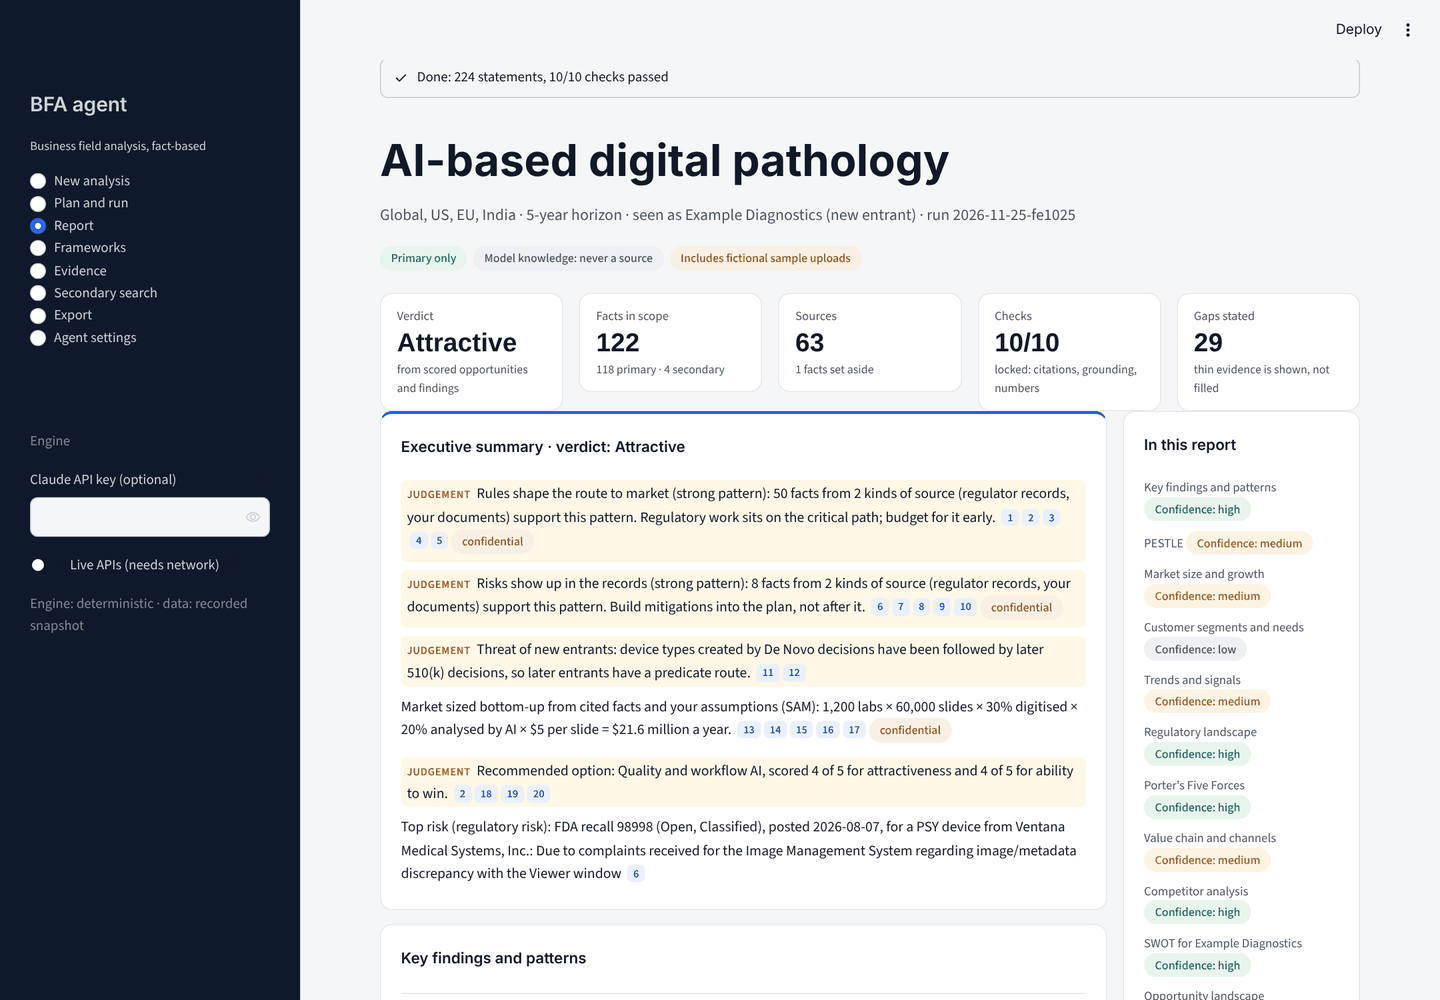 Deploy
BFA agent
Business field analysis, fact-based
New analysis
Plan and run
Report
Frameworks
Evidence
Secondary search
Export
Agent settings
Engine
Claude API key (optional)
Live APIs (needs network)
Engine: deterministic · data: recorded
snapshot
Done: 224 statements, 10/10 checks passed
AI-based digital pathology
Global, US, EU, India · 5-year horizon · seen as Example Diagnostics (new entrant) · run 2026-11-25-fe1025
Primary only
Model knowledge: never a source
Includes fictional sample uploads
Verdict
Attractive
from scored opportunities
and findings
Facts in scope
122
118 primary · 4 secondary
Sources
63
1 facts set aside
Checks
10/10
locked: citations, grounding,
numbers
Gaps stated
29
thin evidence is shown, not
filled
Executive summary · verdict: Attractive
JUDGEMENT Rules shape the route to market (strong pattern): 50 facts from 2 kinds of source (regulator records,
your documents) support this pattern. Regulatory work sits on the critical path; budget for it early. 1 2 3
4 5 confidential
JUDGEMENT Risks show up in the records (strong pattern): 8 facts from 2 kinds of source (regulator records, your
documents) support this pattern. Build mitigations into the plan, not after it. 6 7 8 9 10 confidential
JUDGEMENT Threat of new entrants: device types created by De Novo decisions have been followed by later
510(k) decisions, so later entrants have a predicate route. 11 12
Market sized bottom-up from cited facts and your assumptions (SAM): 1,200 labs × 60,000 slides × 30% digitised ×
20% analysed by AI × $5 per slide = $21.6 million a year. 13 14 15 16 17 confidential
JUDGEMENT Recommended option: Quality and workflow AI, scored 4 of 5 for attractiveness and 4 of 5 for ability
to win. 2 18 19 20
Top risk (regulatory risk): FDA recall 98998 (Open, Classified), posted 2026-08-07, for a PSY device from Ventana
Medical Systems, Inc.: Due to complaints received for the Image Management System regarding image/metadata
discrepancy with the Viewer window 6
Key findings and patterns
In this report
Key findings and patterns
Confidence: high
PESTLE Confidence: medium
Market size and growth
Confidence: medium
Customer segments and needs
Confidence: low
Trends and signals
Confidence: medium
Regulatory landscape
Confidence: high
Porter's Five Forces
Confidence: high
Value chain and channels
Confidence: medium
Competitor analysis
Confidence: high
SWOT for Example Diagnostics
Confidence: high
Opportunity landscape